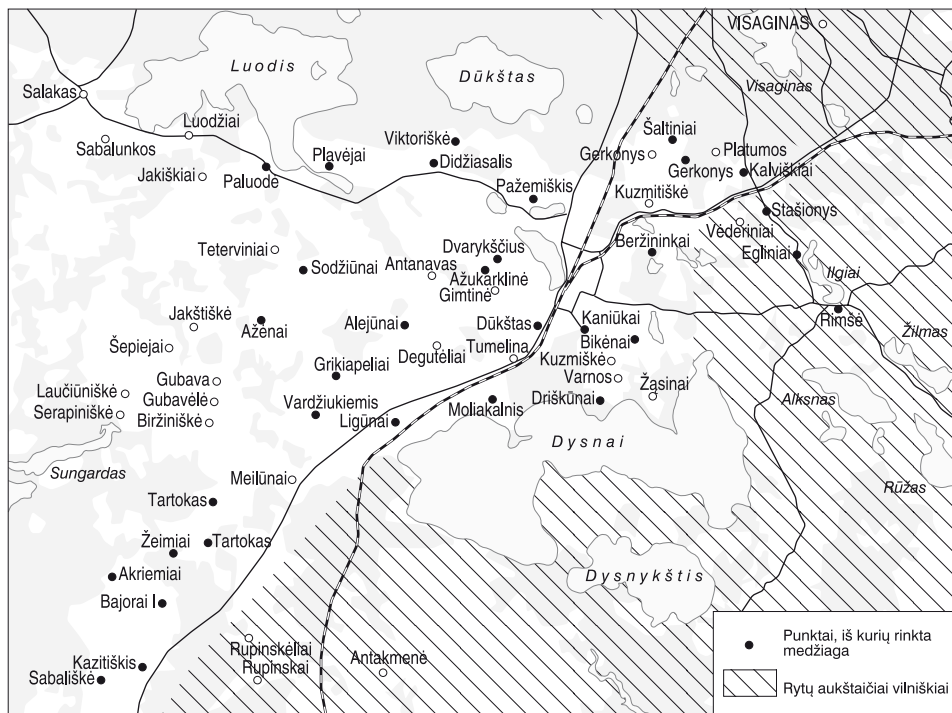 VISAGINAS
Luodis
Dūkštas
Visaginas
Salakas
Luodžiai
Sabalunkos
Viktoriškė
Šaltiniai
Plavėjai
Didžiasalis
Gerkonys
Platumos
Jakiškiai
Paluodė
Gerkonys
Kalviškiai
Pažemiškis
Kuzmitiškė
Stašionys
Vėderiniai
Teterviniai
Dvarykščius
Beržininkai
Egliniai
Sodžiūnai
Antanavas
Ažukarklinė
Ilgiai
Gimtinė
Jakštiškė
Aženai
Alejūnai
Dūkštas
Kaniūkai
Rimšė
Žilmas
Bikėnai
Šepiejai
Degutėliai
Tumelina
Kuzmiškė
Grikiapeliai
Varnos
Gubava
Laučiūniškė
Gubavėlė
Žąsinai
Alksnas
Serapiniškė
Vardžiukiemis
Moliakalnis
Driškūnai
Biržiniškė
Ligūnai
Dysnai
Sungardas
Meilūnai
Rūžas
Tartokas
Žeimiai
Tartokas
Akriemiai
Dysnykštis
Bajorai I
Rupinskėliai
Rupinskai
Antakmenė
Kazitiškis
Sabališkė
Punktai, iš kurių rinkta
medžiaga
Rytų aukštaičiai vilniškiai